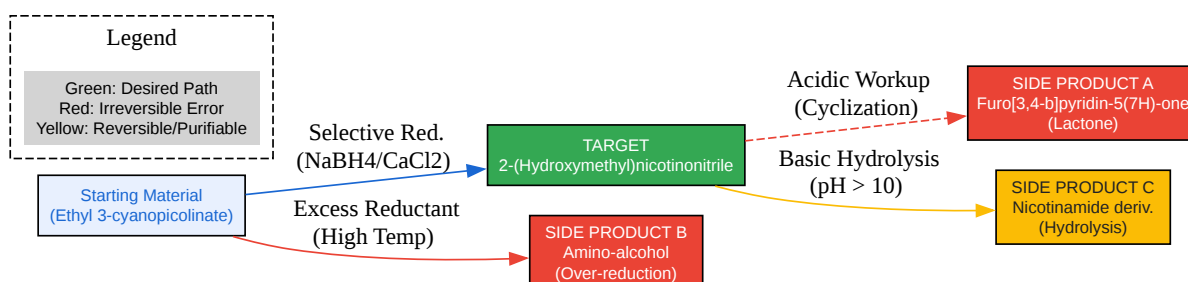 Legend
Green: Desired Path
Red: Irreversible Error
Yellow: Reversible/Purifiable
Starting Material
(Ethyl 3-cyanopicolinate)
Selective Red.
(NaBH4/CaCl2)
Excess Reductant
(High Temp)
TARGET
2-(Hydroxymethyl)nicotinonitrile
SIDE PRODUCT B
Amino-alcohol
(Over-reduction)
Acidic Workup
(Cyclization)
Basic Hydrolysis
(pH > 10)
SIDE PRODUCT A
Furo[3,4-b]pyridin-5(7H)-one
(Lactone)
SIDE PRODUCT C
Nicotinamide deriv.
(Hydrolysis)